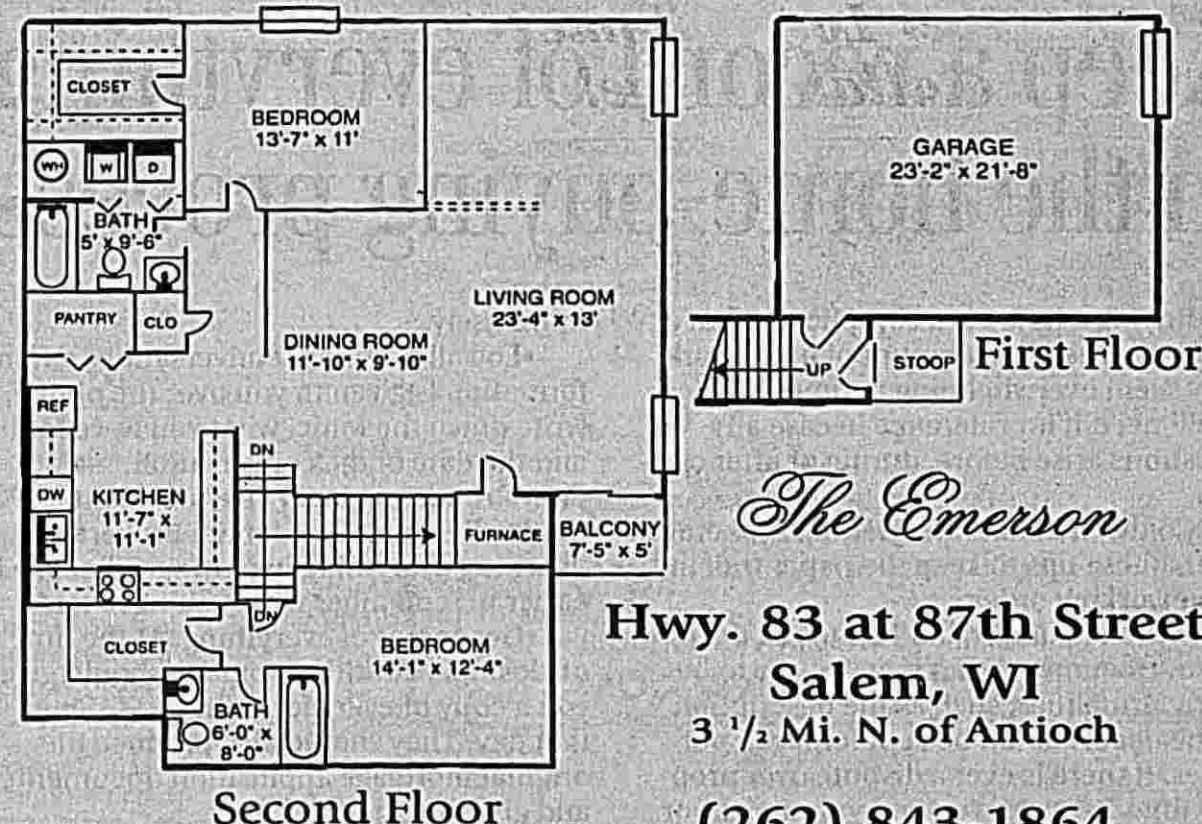 CLOSET
BEDROOM
13'-7" x 11'
WH
W
D
BATH
5' x 9'-6"
PANTRY
CLO
LIVING ROOM
23'-4" x 13'
DINING ROOM
11'-10" x 9'-10"
REF
DW
KITCHEN
11'-7" x
11'-1"
DN
FURNACE
BALCONY
7'-5" x 5'
DN
CLOSET
BEDROOM
14'-1" x 12'-4"
BATH
6'-0" x
8'-0"
Second Floor
GARAGE
23'-2" x 21'-8"
UP
STOOP
First Floor
The Emerson
Hwy. 83 at 87th Street
Salem, WI
3 1/2 Mi. N. of Antioch
(262) 843-1864